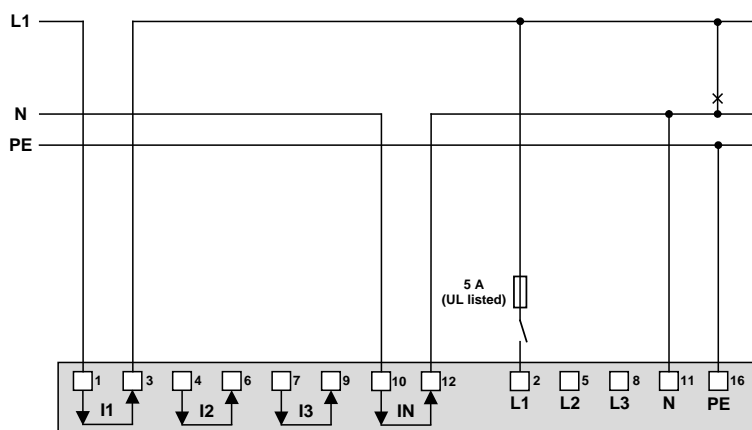 L1
N
PE
5 A
(UL listed)
1 3 4 6 7 9 10 12 2 5 8 11 16
I1 I2 I3 IN L1 L2 L3 N PE